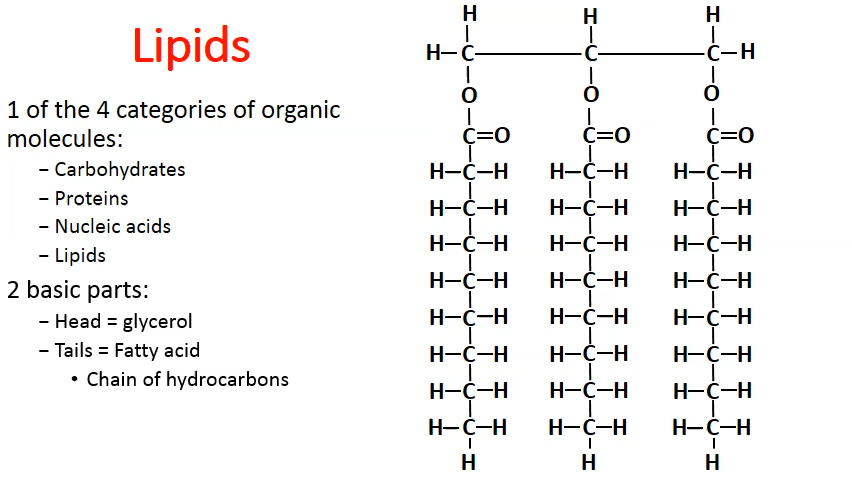 Lipids
1 of the 4 categories of organic
molecules:
– Carbohydrates
– Proteins
– Nucleic acids
– Lipids
2 basic parts:
– Head = glycerol
– Tails = Fatty acid
• Chain of hydrocarbons
H H H
H–C C C–H
O O O
C=O C=O C=O
H–C–H H–C–H H–C–H
H–C–H H–C–H H–C–H
H–C–H H–C–H H–C–H
H–C–H H–C–H H–C–H
H–C–H H–C–H H–C–H
H–C–H H–C–H H–C–H
H–C–H H–C–H H–C–H
H–C–H H–C–H H–C–H
H H H